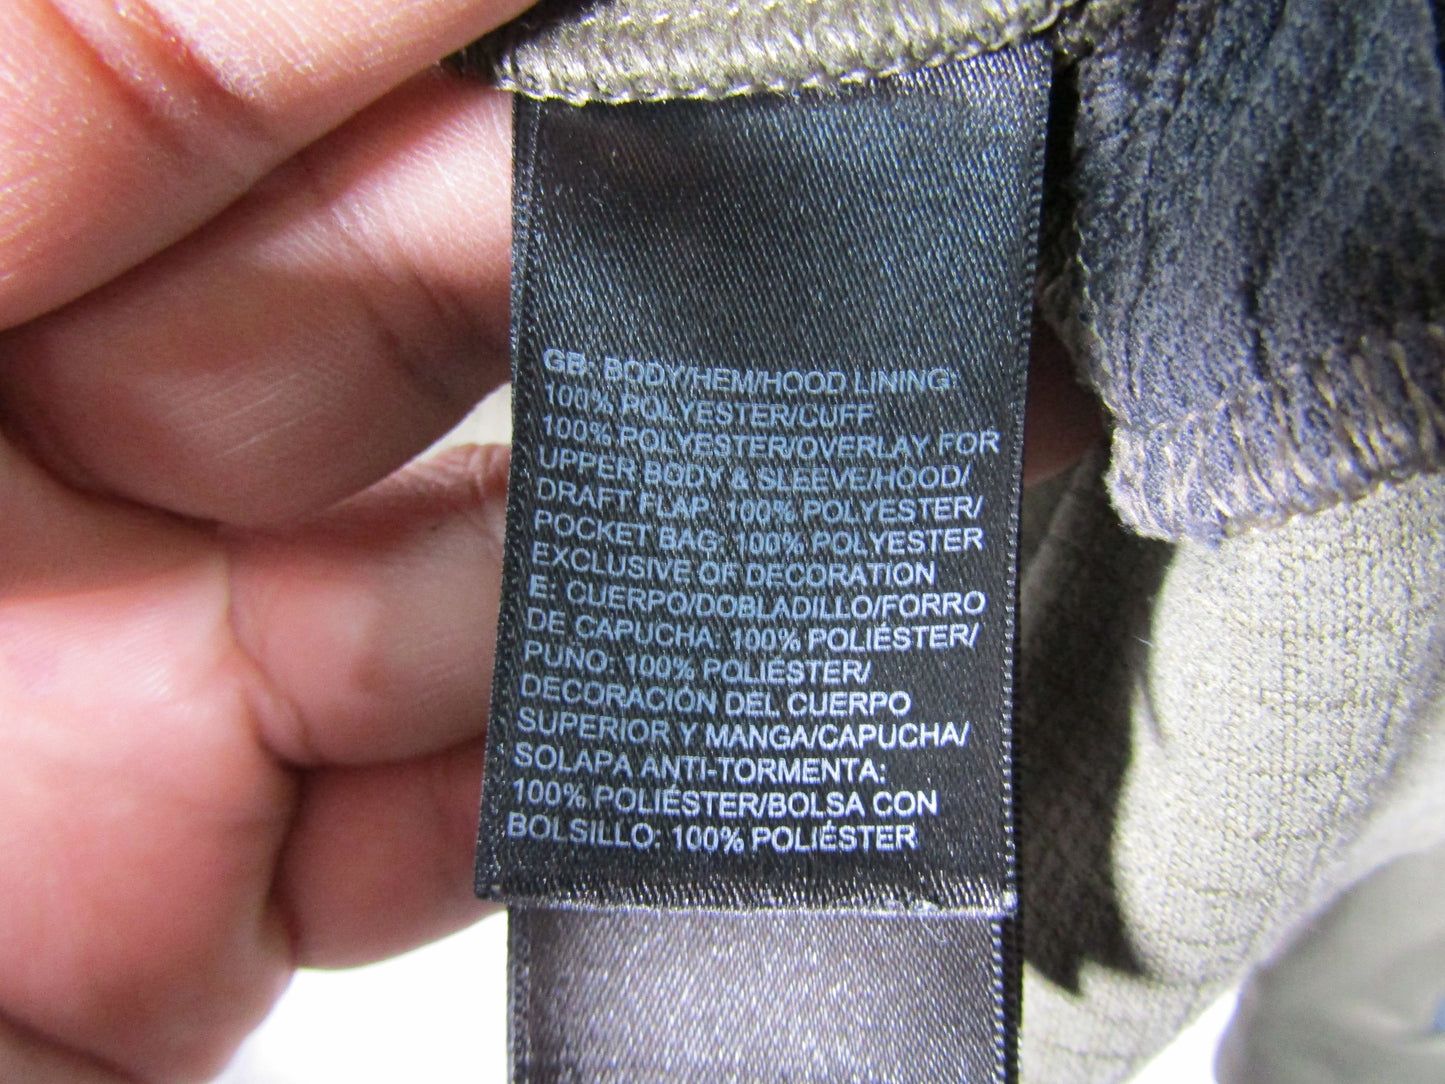 GB: BODY/HEM/HOOD LINING:
100% POLYESTER/CUFF
100% POLYESTER/OVERLAY FOR
UPPER BODY & SLEEVE/HOOD/
DRAFT FLAP: 100% POLYESTER/
POCKET BAG: 100% POLYESTER
EXCLUSIVE OF DECORATION
E: CUERPO/DOBLADILLO/FORRO
DE CAPUCHA: 100% POLIÉSTER/
PUÑO: 100% POLIÉSTER/
DECORACIÓN DEL CUERPO
SUPERIOR Y MANGA/CAPUCHA/
SOLAPA ANTI-TORMENTA:
100% POLIÉSTER/BOLSA CON
BOLSILLO: 100% POLIÉSTER